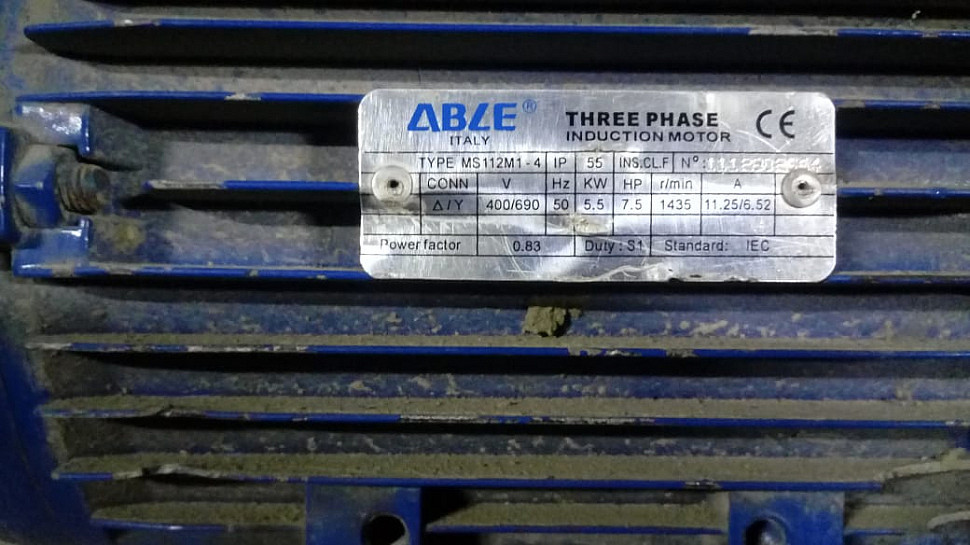 ABLE®
ITALY
THREE PHASE
INDUCTION MOTOR
CE
TYPE MS112M1-4 IP 55 INS.CL.F Nº:
CONN V Hz KW HP r/min A
Δ/Y 400/690 50 5.5 7.5 1435 11.25/6.52
Power factor 0.83 Duty: S1 Standard: IEC